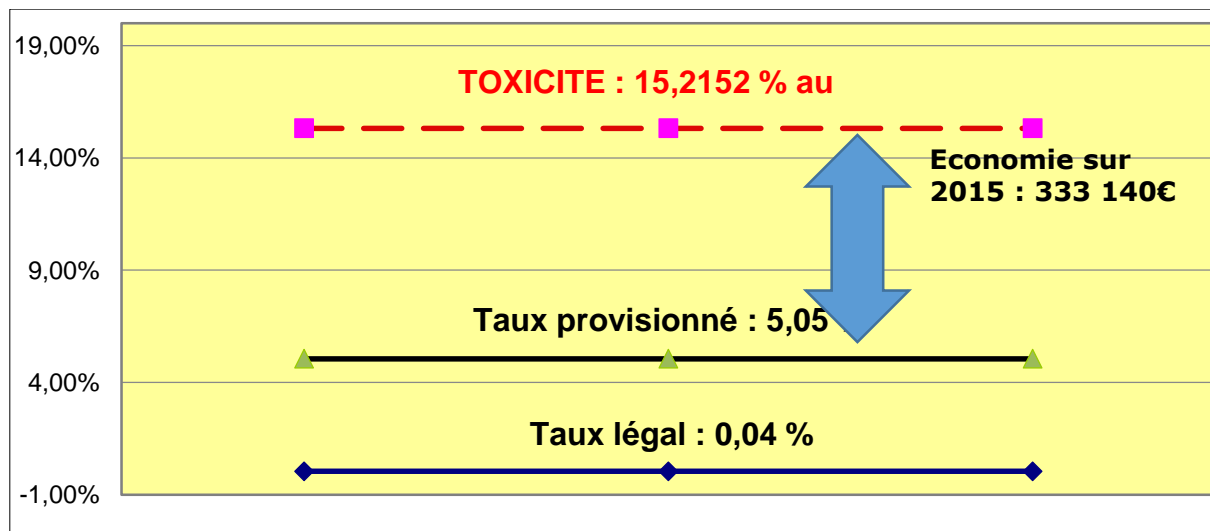 19,00%
TOXICITE : 15,2152 % au
14,00%
Economie sur
2015 : 333 140€
9,00%
Taux provisionné : 5,05
4,00%
Taux légal : 0,04 %
-1,00%